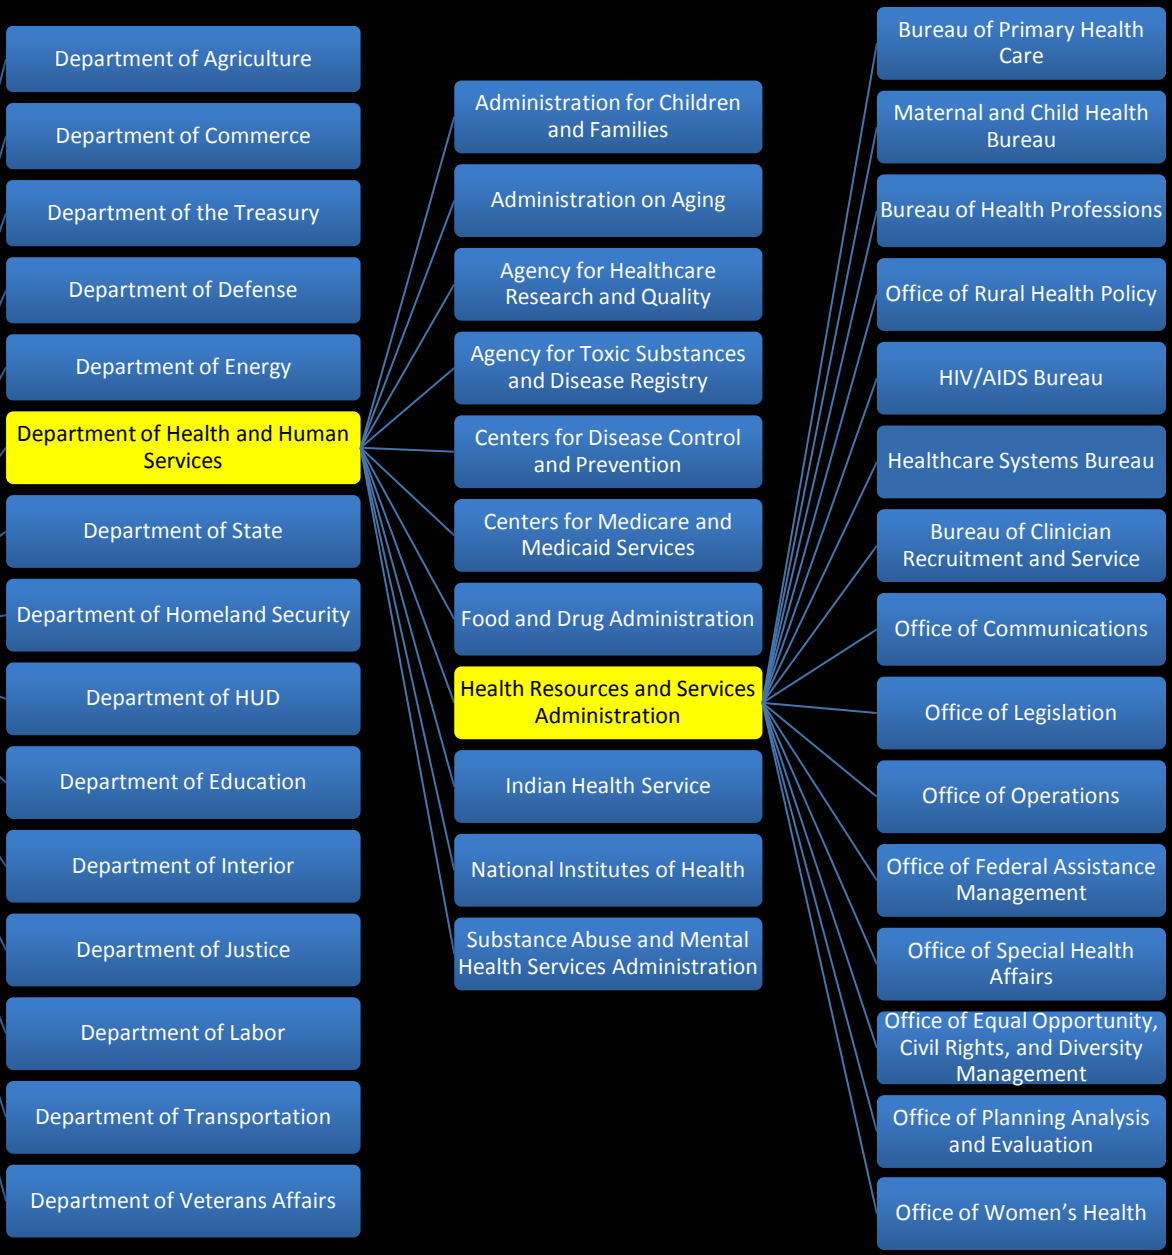 Department of Agriculture
Department of Commerce
Department of the Treasury
Department of Defense
Department of Energy
Department of Health and Human
Services
Department of State
Department of Homeland Security
Department of HUD
Department of Education
Department of Interior
Department of Justice
Department of Labor
Department of Transportation
Department of Veterans Affairs
Administration for Children
and Families
Administration on Aging
Agency for Healthcare
Research and Quality
Agency for Toxic Substances
and Disease Registry
Centers for Disease Control
and Prevention
Centers for Medicare and
Medicaid Services
Food and Drug Administration
Health Resources and Services
Administration
Indian Health Service
National Institutes of Health
Substance Abuse and Mental
Health Services Administration
Bureau of Primary Health
Care
Maternal and Child Health
Bureau
Bureau of Health Professions
Office of Rural Health Policy
HIV/AIDS Bureau
Healthcare Systems Bureau
Bureau of Clinician
Recruitment and Service
Office of Communications
Office of Legislation
Office of Operations
Office of Federal Assistance
Management
Office of Special Health
Affairs
Office of Equal Opportunity,
Civil Rights, and Diversity
Management
Office of Planning Analysis
and Evaluation
Office of Women’s Health